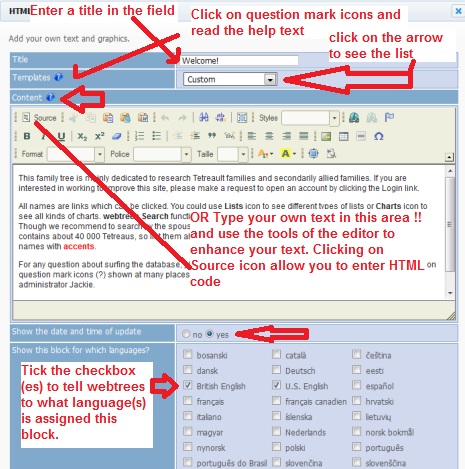 HTML
Enter a title in the field
Click on question mark icons and
read the help text
Add your own text and graphics.
click on the arrow
to see the list
Title
Welcome!
Templates ?
Custom
Content ?
Source
Styles
B I U X₂ X²
Format Police Taille
This family tree is mainly dedicated to research Tetreault families and secondarily allied families. If you are
interested in working to improve this site, please make a request to open an account by clicking the Login link.
All names are links which can be clicked. You could use Lists icon to see different types of lists or Charts icon to
see all kinds of charts. webtrees Search functi
Though we recommend to search by the spous
contains about 40 000 Tetreaus, so let them al
names with accents.
For any question about surfing the database,
question mark icons (?) shown at many places
administrator Jackie.
on
OR Type your own text in this area !!
and use the tools of the editor to
enhance your text. Clicking on
Source icon allow you to enter HTML
code
Show the date and time of update
no yes
Show this block for which languages?
Tick the checkbox
(es) to tell webtrees
to what language(s)
is assigned this
block.
bosanski català čeština
dansk Deutsch eesti
British English U.S. English español
français français canadien hrvatski
italiano íslenska lietuvių
magyar Nederlands norsk bokmål
nynorsk polski português
português do Brasil slovenčina slovenščina